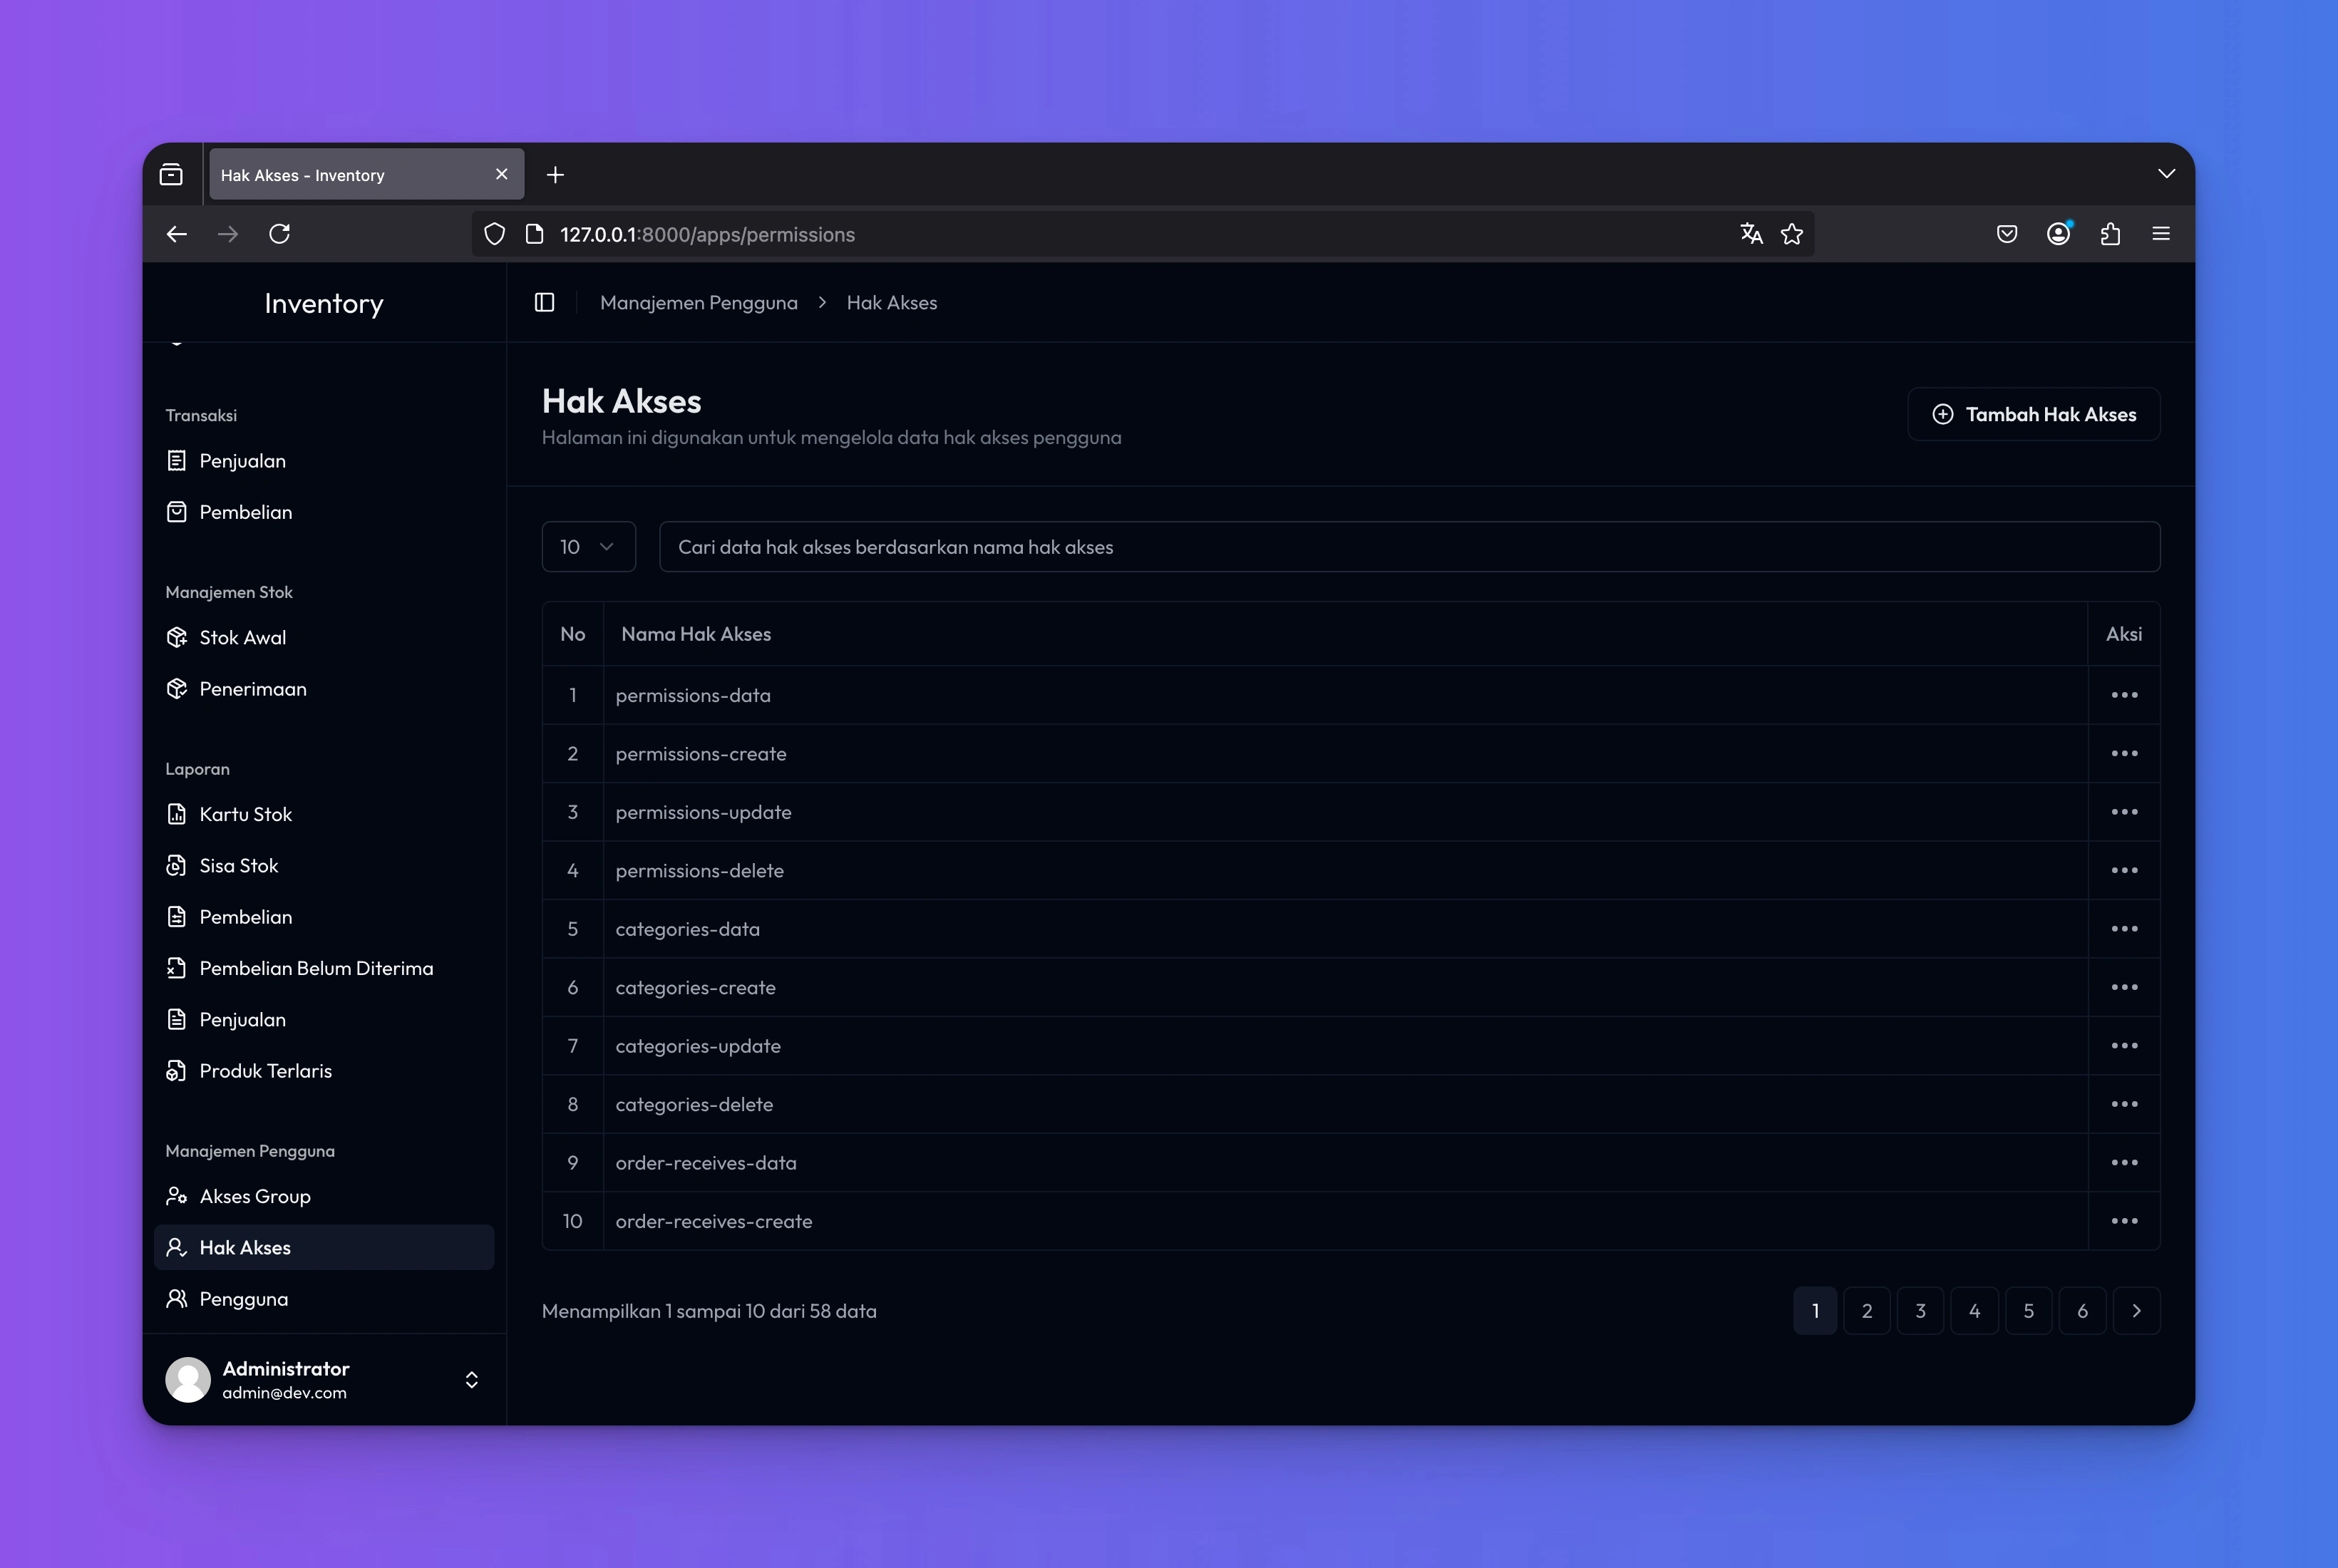 Hak Akses - Inventory
127.0.0.1:8000/apps/permissions
Inventory
Manajemen Pengguna > Hak Akses
Transaksi
Penjualan
Pembelian
Manajemen Stok
Stok Awal
Penerimaan
Laporan
Kartu Stok
Sisa Stok
Pembelian
Pembelian Belum Diterima
Penjualan
Produk Terlaris
Manajemen Pengguna
Akses Group
Hak Akses
Pengguna
Administrator
admin@dev.com
Hak Akses
Halaman ini digunakan untuk mengelola data hak akses pengguna
Tambah Hak Akses
10 Cari data hak akses berdasarkan nama hak akses
No Nama Hak Akses Aksi
1 permissions-data
2 permissions-create
3 permissions-update
4 permissions-delete
5 categories-data
6 categories-create
7 categories-update
8 categories-delete
9 order-receives-data
10 order-receives-create
Menampilkan 1 sampai 10 dari 58 data
1 2 3 4 5 6